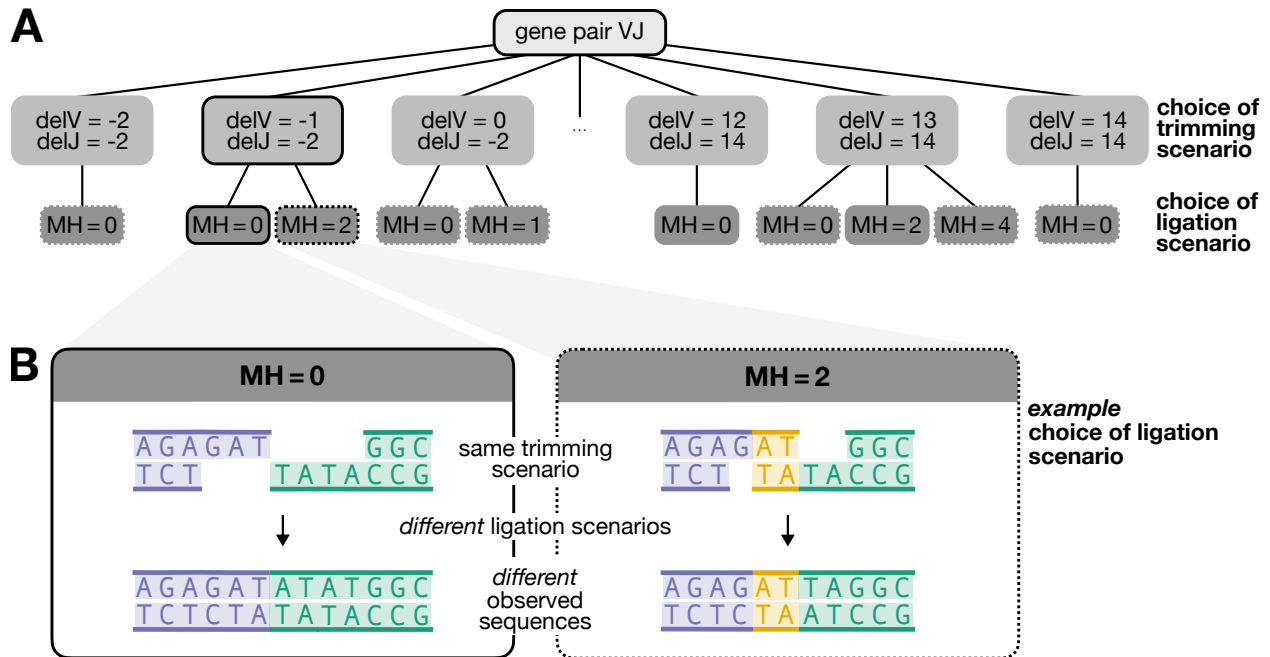 A
gene pair VJ
delV = -2
delJ = -2
delV = -1
delJ = -2
delV = 0
delJ = -2
...
delV = 12
delJ = 14
delV = 13
delJ = 14
delV = 14
delJ = 14
choice of
trimming
scenario
MH = 0
MH = 0
MH = 2
MH = 0
MH = 1
MH = 0
MH = 0
MH = 2
MH = 4
MH = 0
choice of
ligation
scenario
B
MH = 0
MH = 2
example
choice of ligation
scenario
AGAGAT GGC
TCT TATACCG
same trimming
scenario
AGAGAT GGC
TCT TATACCG
different ligation scenarios
AGAGATATATGGC
TCTCTATATACCG
different
observed
sequences
AGAGATTAGGC
TCTCTAATCCG